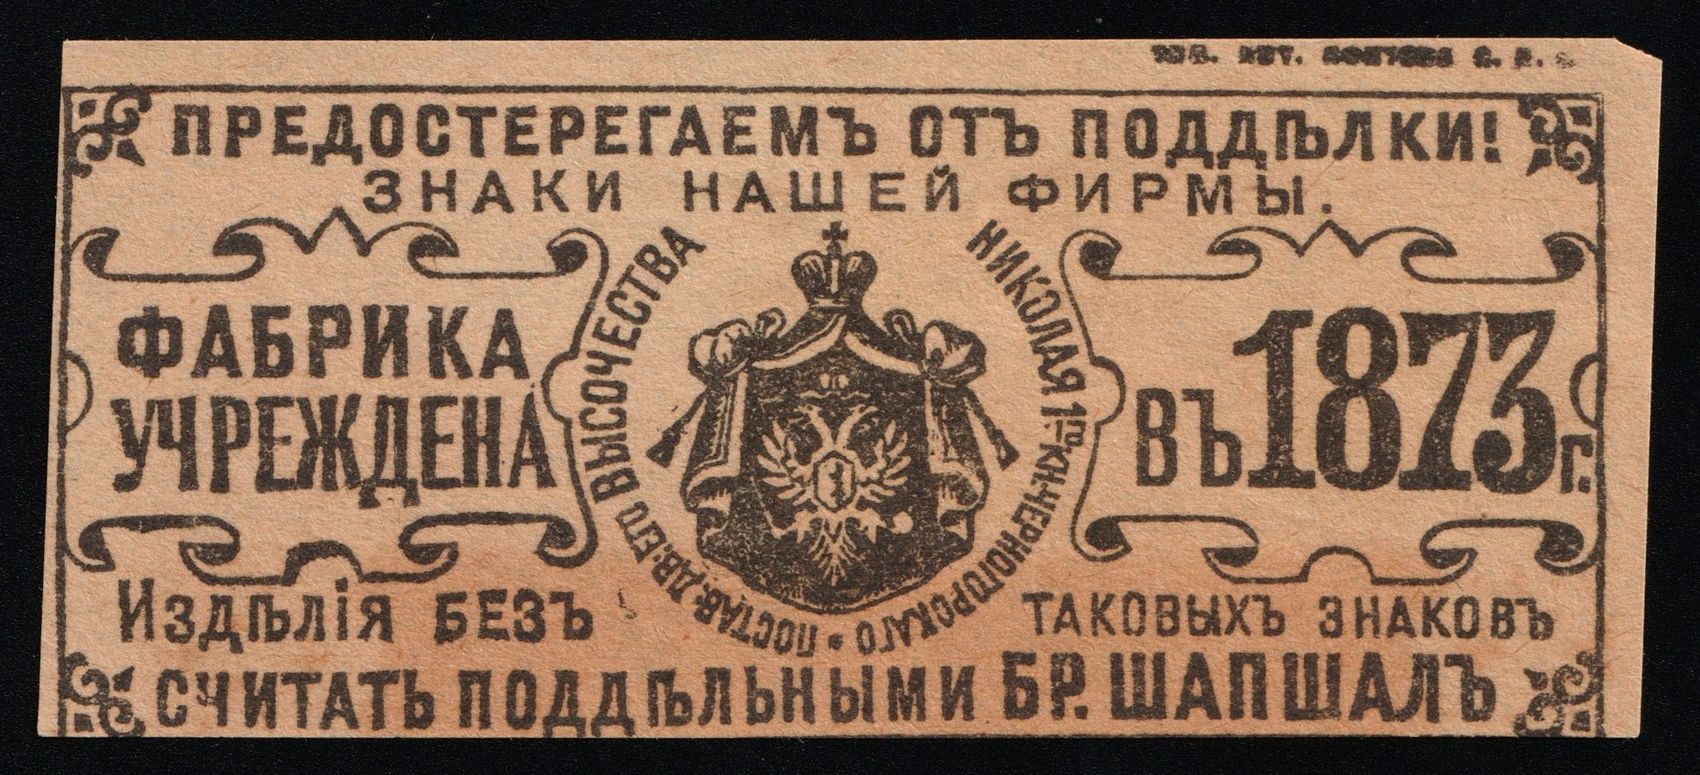 ПРЕДОСТЕРЕГАЕМЪ ОТЪ ПОДДѢЛКИ!
ЗНАКИ НАШЕЙ ФИРМЫ.
ФАБРИКА
УЧРЕЖДЕНА
ПОСТАВ. ДВ. ЕГО ВЫСОЧЕСТВА
НИКОЛАЯ 1ГО КН. ЧЕРНОГОРСКАГО
ВЪ 1873 Г.
ИЗДѢЛІЯ БЕЗЪ ТАКОВЫХЪ ЗНАКОВЪ
СЧИТАТЬ ПОДДѢЛЬНЫМИ БР. ШАПШАЛЪ